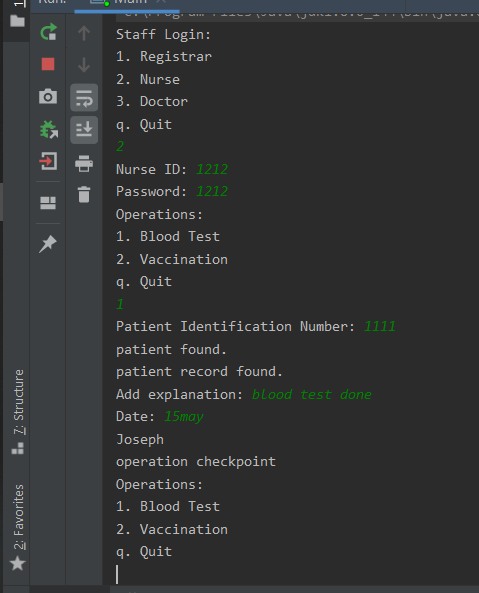 Run: Main
Staff Login:
1. Registrar
2. Nurse
3. Doctor
q. Quit
2
Nurse ID: 1212
Password: 1212
Operations:
1. Blood Test
2. Vaccination
q. Quit
1
Patient Identification Number: 1111
patient found.
patient record found.
Add explanation: blood test done
Date: 15may
Joseph
operation checkpoint
Operations:
1. Blood Test
2. Vaccination
q. Quit
1:
7: Structure
2: Favorites